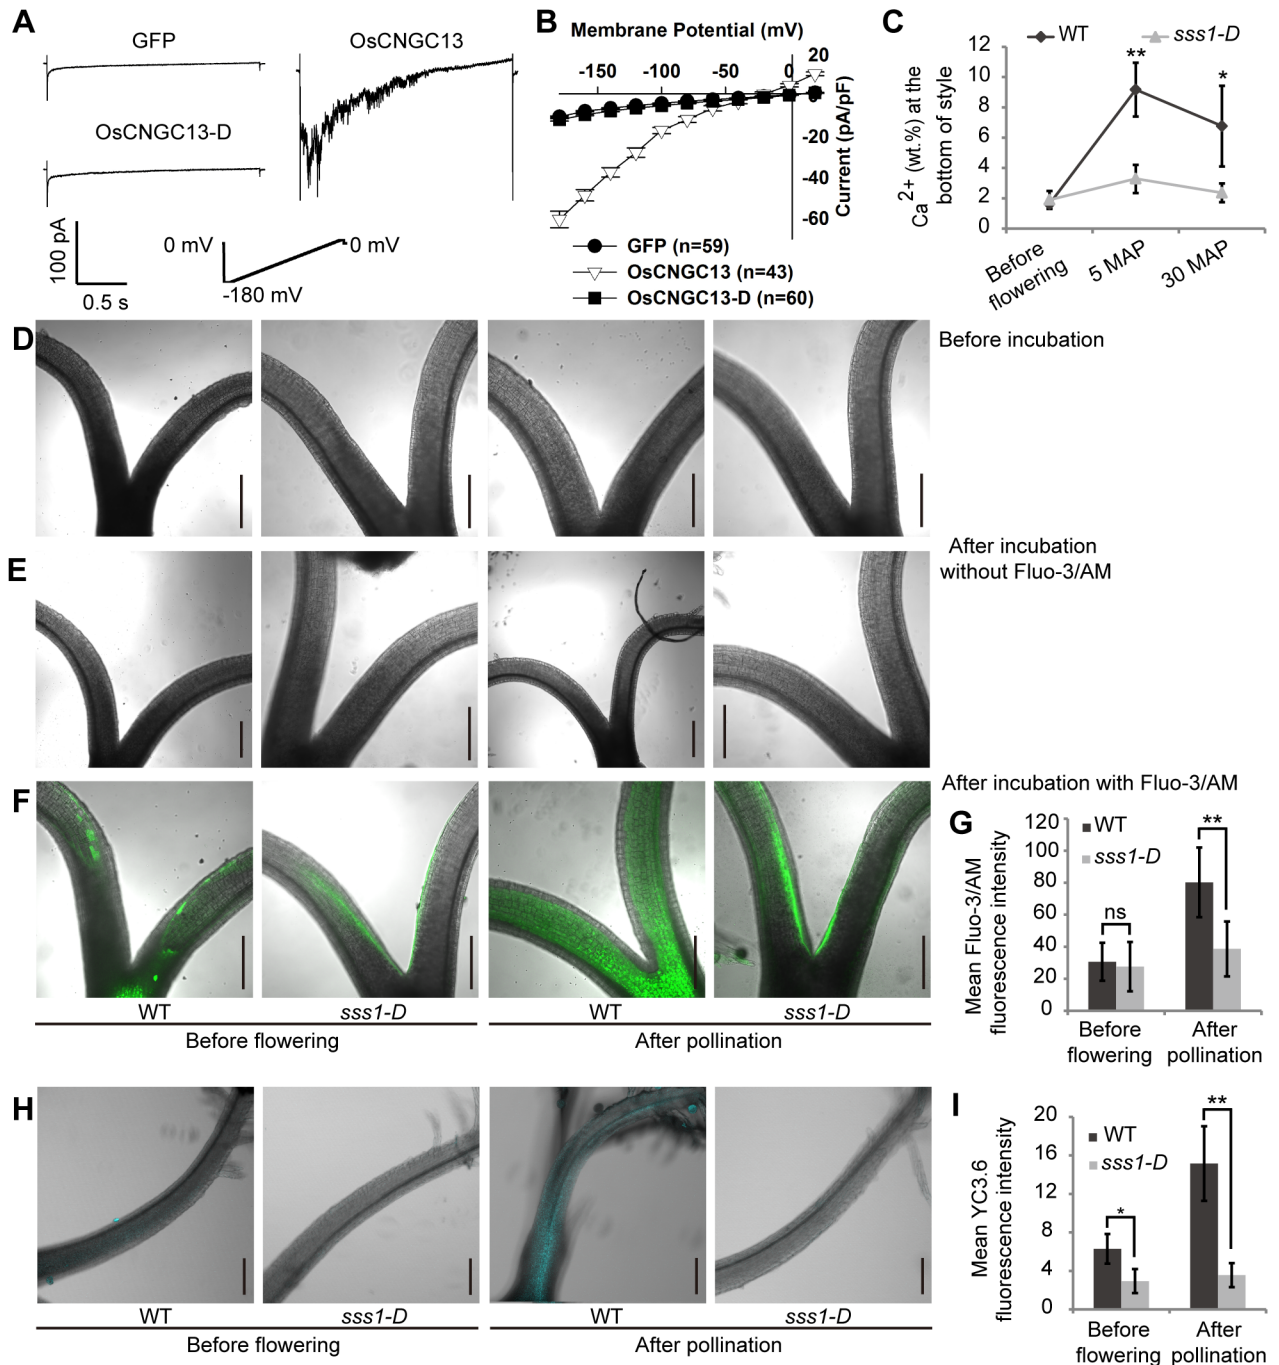 A
GFP
OsCNGC13
OsCNGC13-D
100 pA
0.5 s
0 mV
0 mV
-180 mV
B
Membrane Potential (mV)
-150
-100
-50
0
20
0
-20
-40
-60
Current (pA/pF)
GFP (n=59)
OsCNGC13 (n=43)
OsCNGC13-D (n=60)
C
WT
sss1-D
12
10
8
6
4
2
0
**
*
Ca2+ (wt.%) at the
bottom of style
Before
flowering
5 MAP
30 MAP
D
Before incubation
E
After incubation
without Fluo-3/AM
F
After incubation with Fluo-3/AM
WT
sss1-D
WT
sss1-D
Before flowering
After pollination
G
WT
sss1-D
120
100
80
60
40
20
0
ns
**
Mean Fluo-3/AM
fluorescence intensity
Before
flowering
After
pollination
H
WT
sss1-D
WT
sss1-D
Before flowering
After pollination
I
WT
sss1-D
20
16
12
8
4
0
*
**
Mean YC3.6
fluorescence intensity
Before
flowering
After
pollination